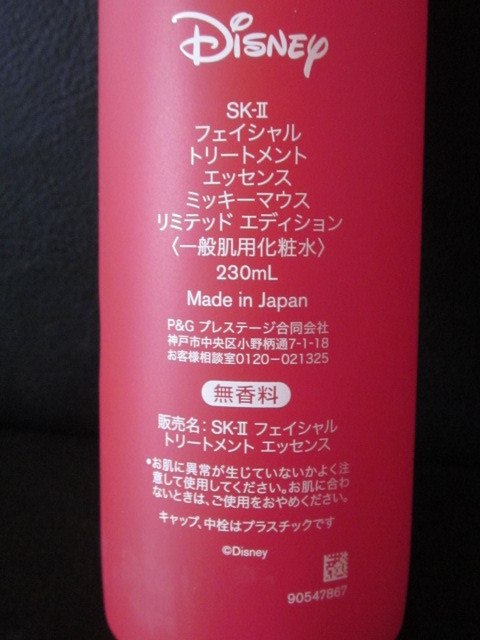 Disney
SK-II
フェイシャル
トリートメント
エッセンス
ミッキーマウス
リミテッド エディション
〈一般肌用化粧水〉
230mL
Made in Japan
P&G プレステージ合同会社
神戸市中央区小野柄通7-1-18
お客様相談室0120-021325
無香料
販売名: SK-II フェイシャル
トリートメント エッセンス
*お肌に異常が生じていないかよく注
意して使用してください。お肌に合わ
ないときは、ご使用をおやめください。
キャップ、中栓はプラスチックです
©Disney
90547867